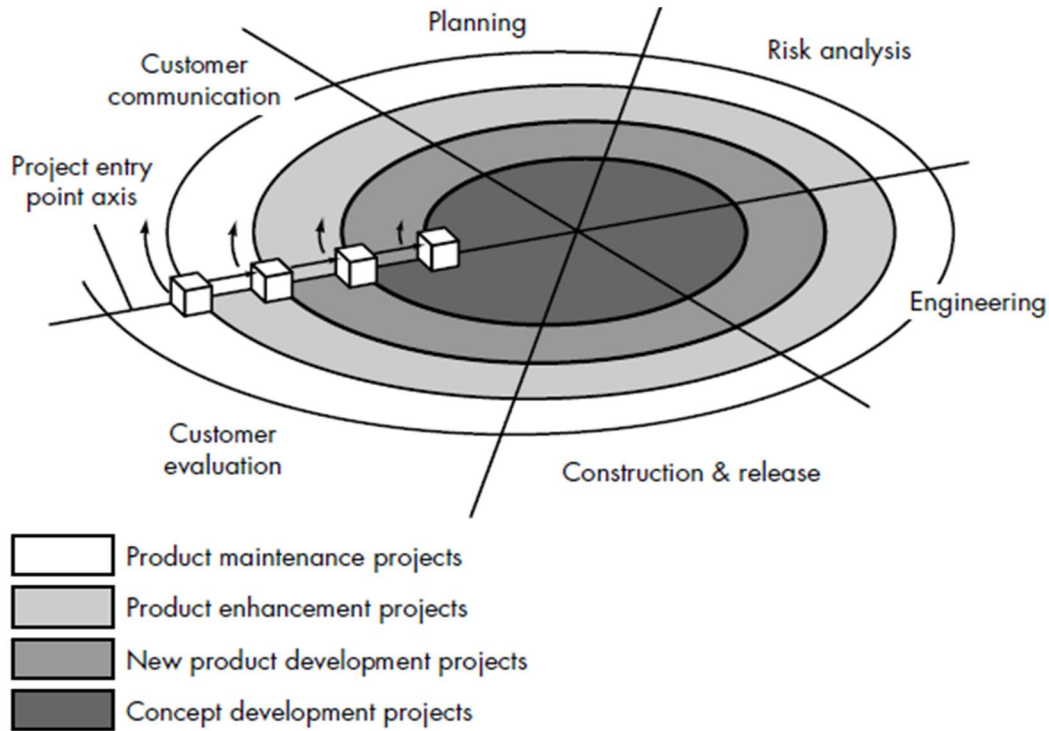 Planning
Risk analysis
Customer
communication
Project entry
point axis
Engineering
Customer
evaluation
Construction & release
Product maintenance projects
Product enhancement projects
New product development projects
Concept development projects